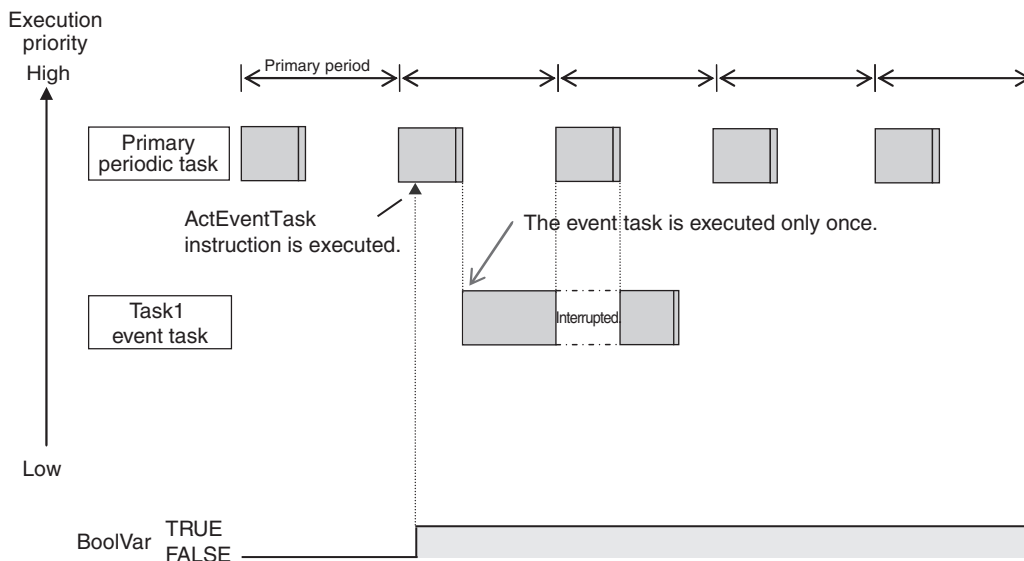 Execution
priority
High
Primary period
Primary
periodic task
ActEventTask
instruction is executed.
The event task is executed only once.
Task1
event task
Interrupted.
Low
BoolVar
TRUE
FALSE